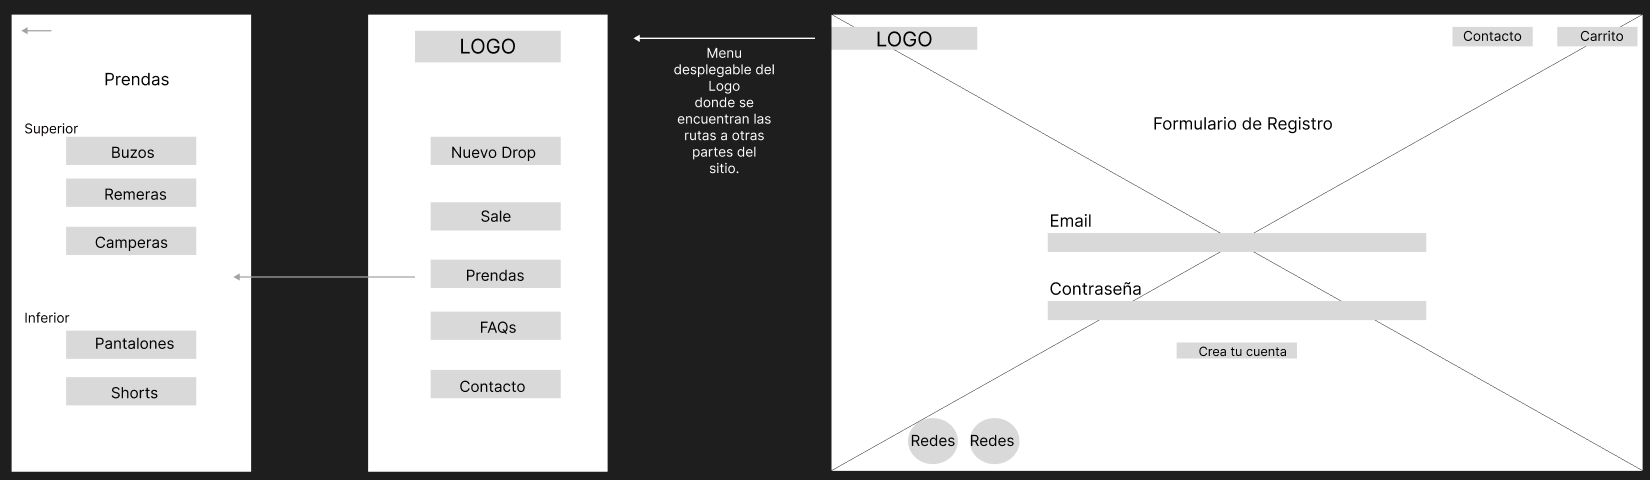 Prendas
Superior
Buzos
Remeras
Camperas
Inferior
Pantalones
Shorts
LOGO
Nuevo Drop
Sale
Prendas
FAQs
Contacto
Menu
desplegable del
Logo
donde se
encuentran las
rutas a otras
partes del
sitio.
LOGO
Contacto
Carrito
Formulario de Registro
Email
Contraseña
Crea tu cuenta
Redes
Redes